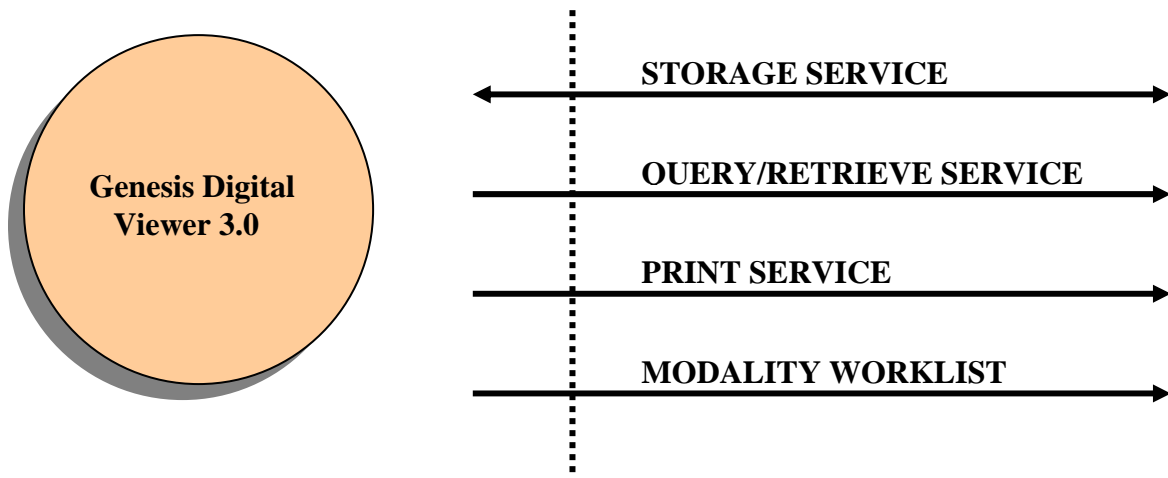 STORAGE SERVICE
Genesis Digital
Viewer 3.0
OUERY/RETRIEVE SERVICE
PRINT SERVICE
MODALITY WORKLIST